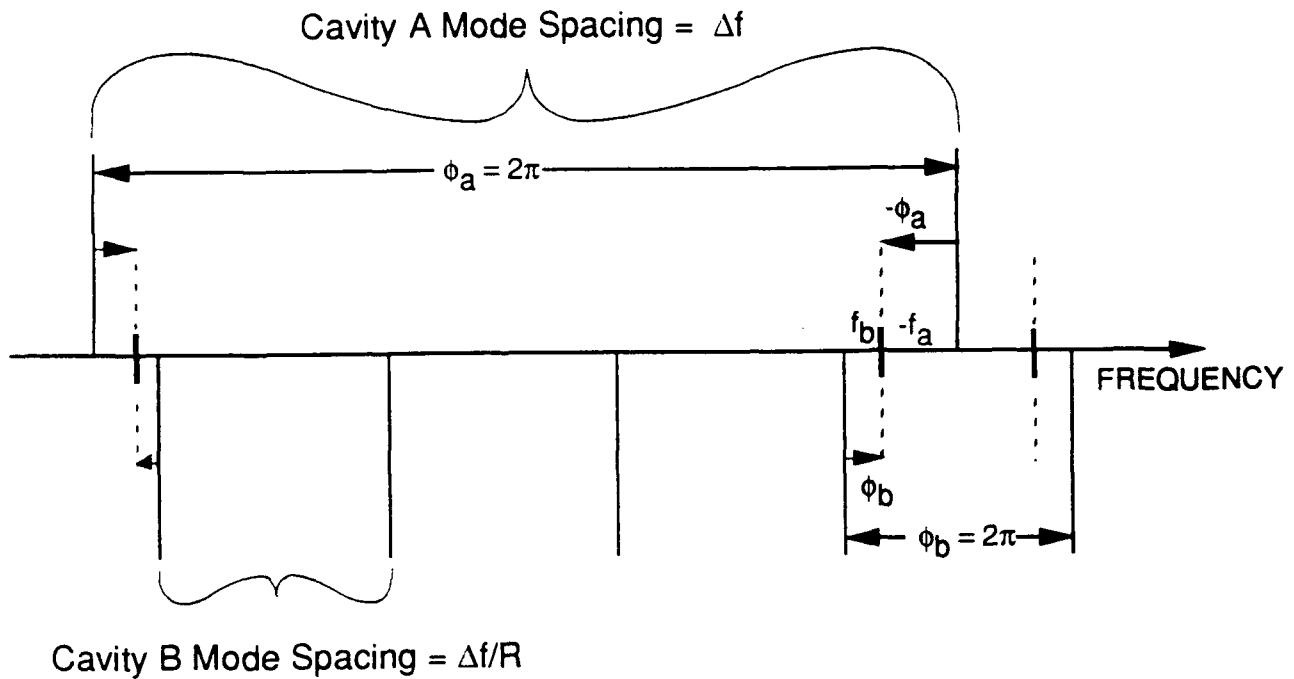 Cavity A Mode Spacing = Δf
ϕa = 2π
-ϕa
fb
-fa
FREQUENCY
ϕb
ϕb = 2π
Cavity B Mode Spacing = Δf/R